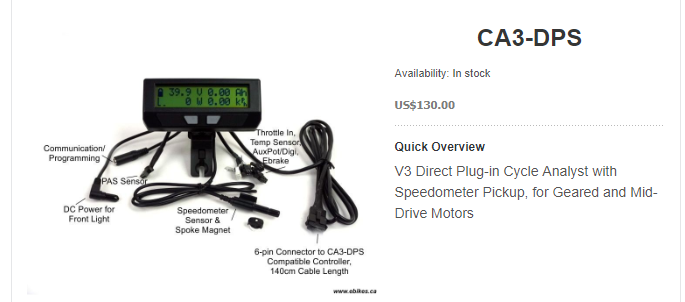 CA3-DPS
Availability: In stock
US$130.00
Quick Overview
V3 Direct Plug-in Cycle Analyst with
Speedometer Pickup, for Geared and Mid-
Drive Motors
39.9 V 0.00 Ah
0 W 0.00
Communication/
Programming
PAS Sensor
DC Power for
Front Light
Throttle In,
Temp Sensor,
AuxPot/Digi,
Ebrake
Speedometer
Sensor &
Spoke Magnet
6-pin Connector to CA3-DPS
Compatible Controller,
140cm Cable Length
www.ebikes.ca